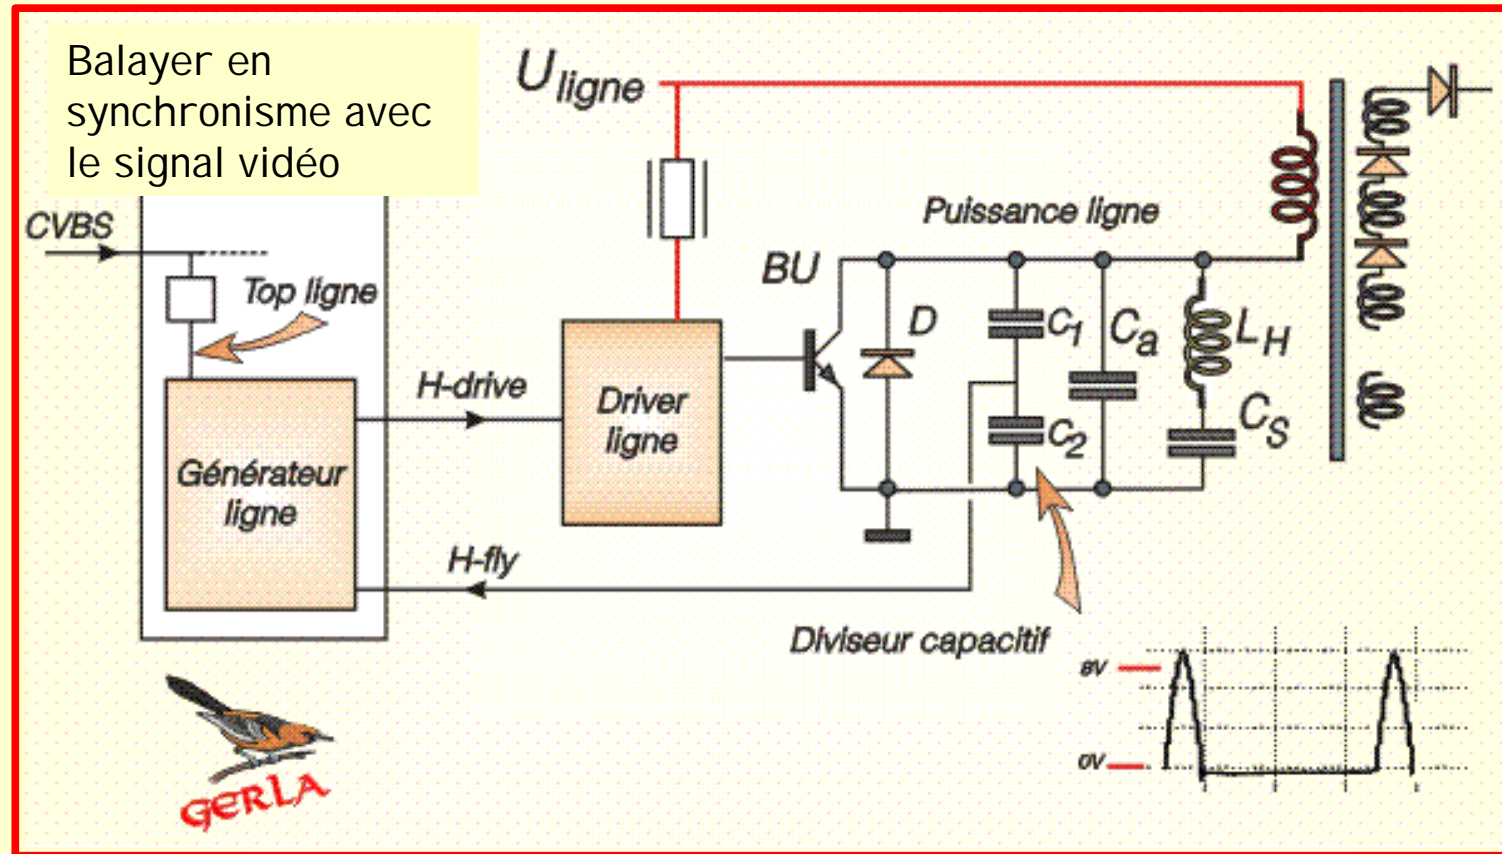 Balayer en
synchronisme avec
le signal vidéo
U ligne
CVBS
Top ligne
Puissance ligne
BU
D
C1
Ca
LH
CS
C2
H-drive
Driver
ligne
Générateur
ligne
H-fly
Diviseur capacitif
8V
0V
GERLA